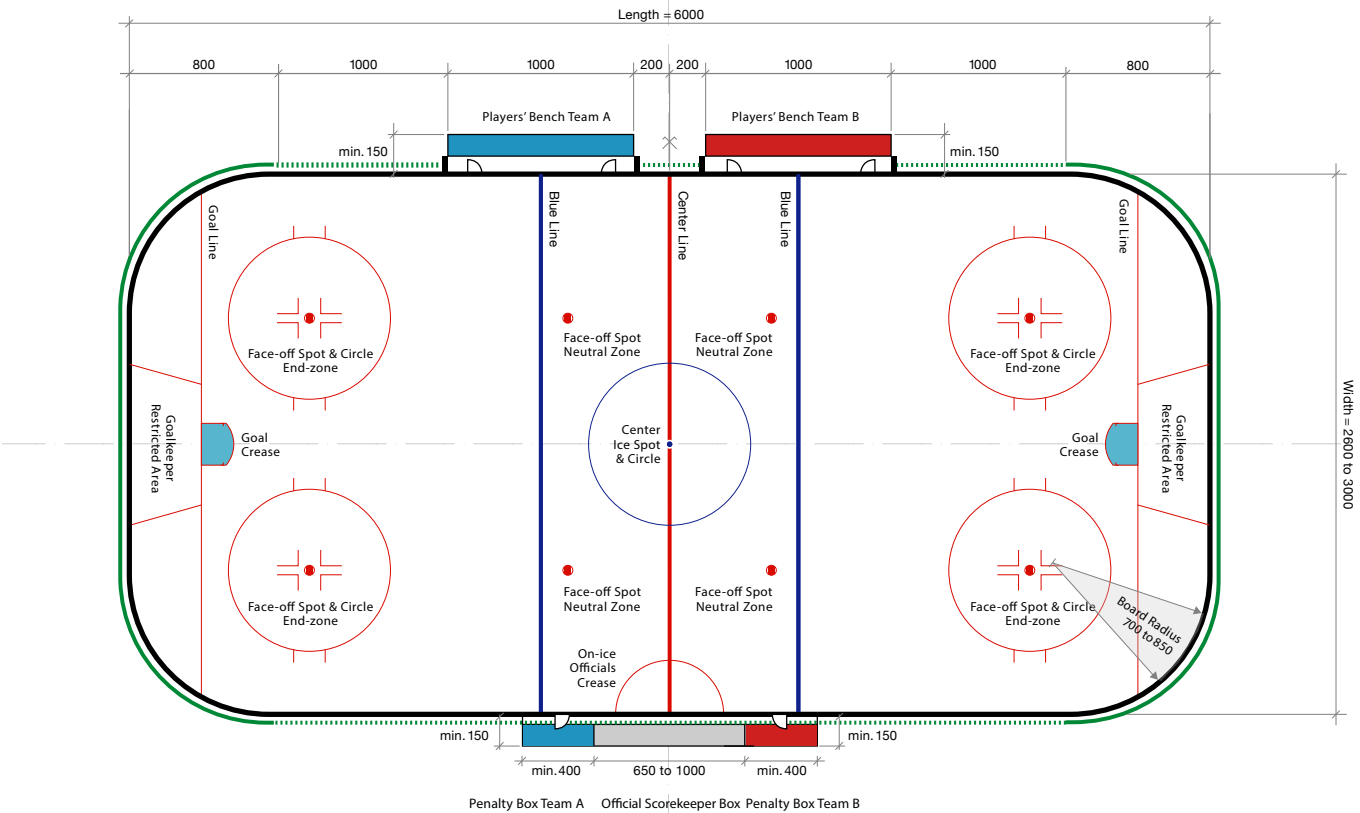 Length = 6000
800
1000
1000
200
200
1000
1000
800
Players’ Bench Team A
Players’ Bench Team B
min. 150
min. 150
Goal Line
Blue Line
Center Line
Blue Line
Goal Line
Face-off Spot
Neutral Zone
Face-off Spot
Neutral Zone
Face-off Spot & Circle
End-zone
Face-off Spot & Circle
End-zone
Goalkeeper
Restricted Area
Goal
Crease
Center
Ice Spot
& Circle
Goal
Crease
Goalkeeper
Restricted Area
Width = 2600 to 3000
Face-off Spot
Neutral Zone
Face-off Spot
Neutral Zone
Face-off Spot & Circle
End-zone
Face-off Spot & Circle
End-zone
Board Radius
700 to 850
On-ice
Officials
Crease
min. 150
min. 150
min. 400
650 to 1000
min. 400
Penalty Box Team A
Official Scorekeeper Box
Penalty Box Team B